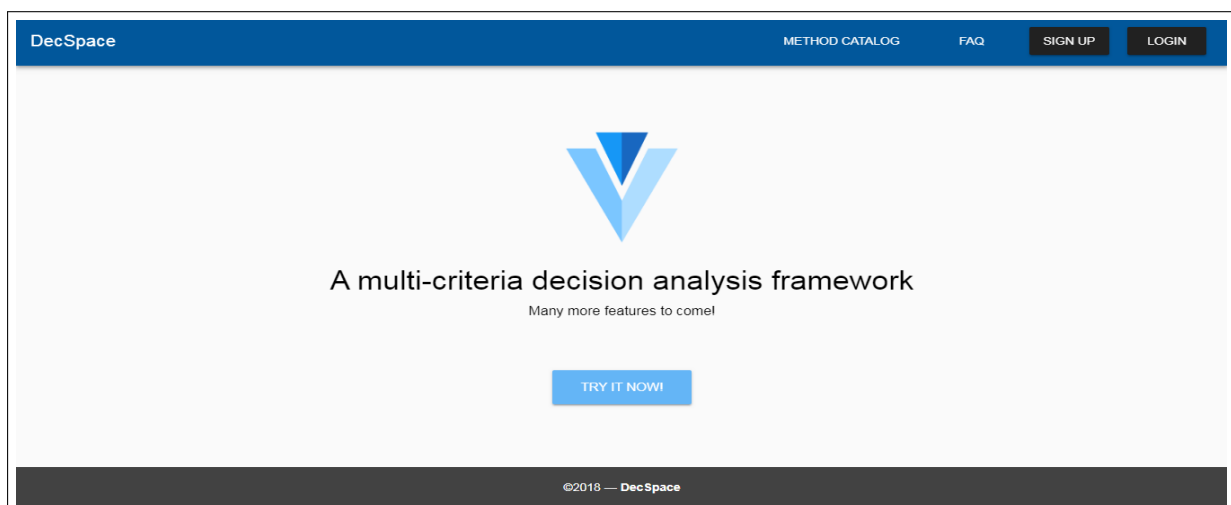 DecSpace METHOD CATALOG FAQ SIGN UP LOGIN
A multi-criteria decision analysis framework
Many more features to come!
TRY IT NOW!
©2018 — DecSpace